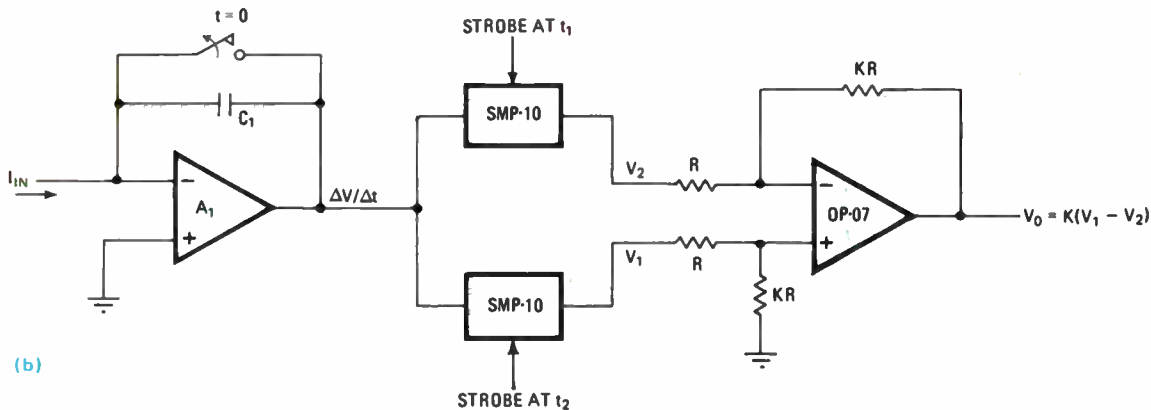 t = 0
C₁
I_IN
−
A₁
+
ΔV/Δt
STROBE AT t₁
SMP-10
V₂
R
KR
−
OP-07
+
V₀ = K(V₁ − V₂)
V₁
R
KR
SMP-10
STROBE AT t₂
(b)